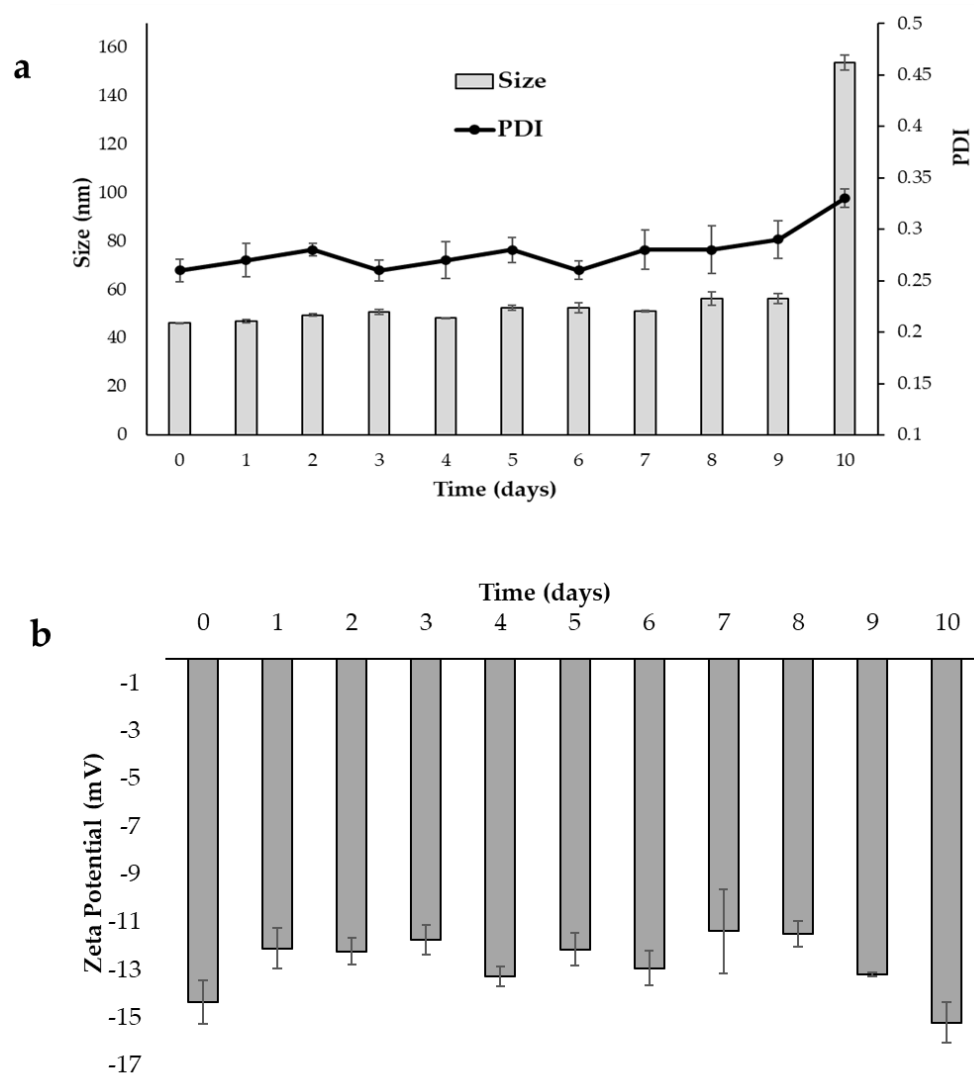 a
Size (nm)
160
140
120
100
80
60
40
20
0
Size
PDI
0.5
0.45
0.4
0.35
0.3
0.25
0.2
0.15
0.1
PDI
0 1 2 3 4 5 6 7 8 9 10
Time (days)
b
Time (days)
0 1 2 3 4 5 6 7 8 9 10
Zeta Potential (mV)
-1
-3
-5
-7
-9
-11
-13
-15
-17